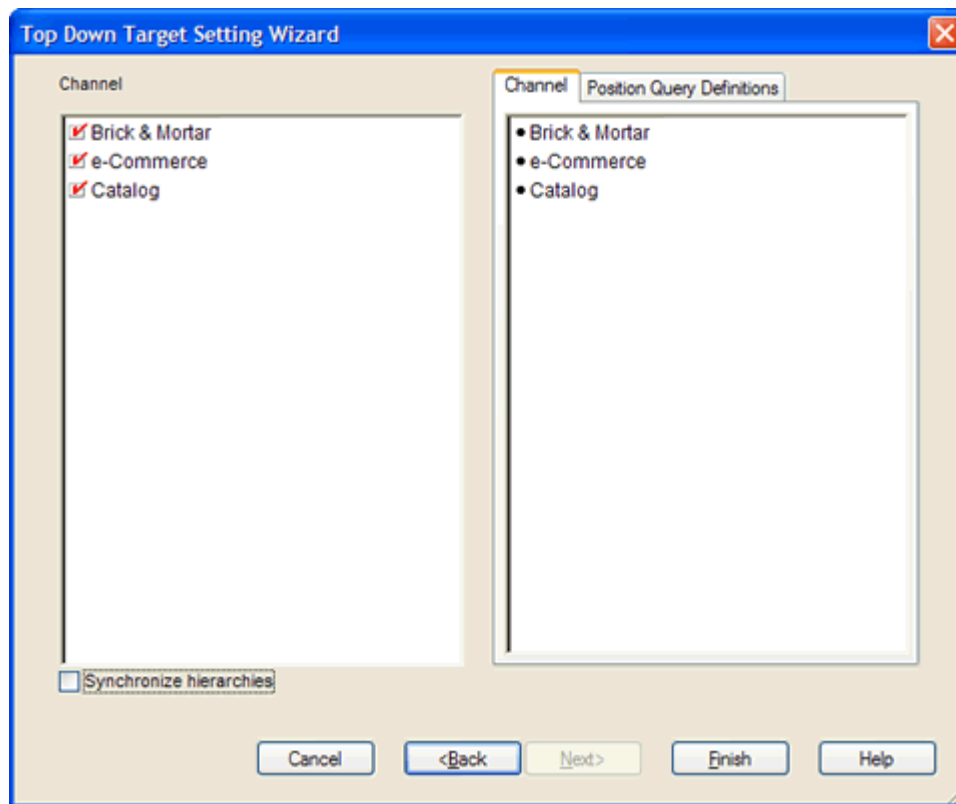 Top Down Target Setting Wizard
Channel
Brick & Mortar
e-Commerce
Catalog
Synchronize hierarchies
Channel Position Query Definitions
Brick & Mortar
e-Commerce
Catalog
Cancel <Back Next> Finish Help